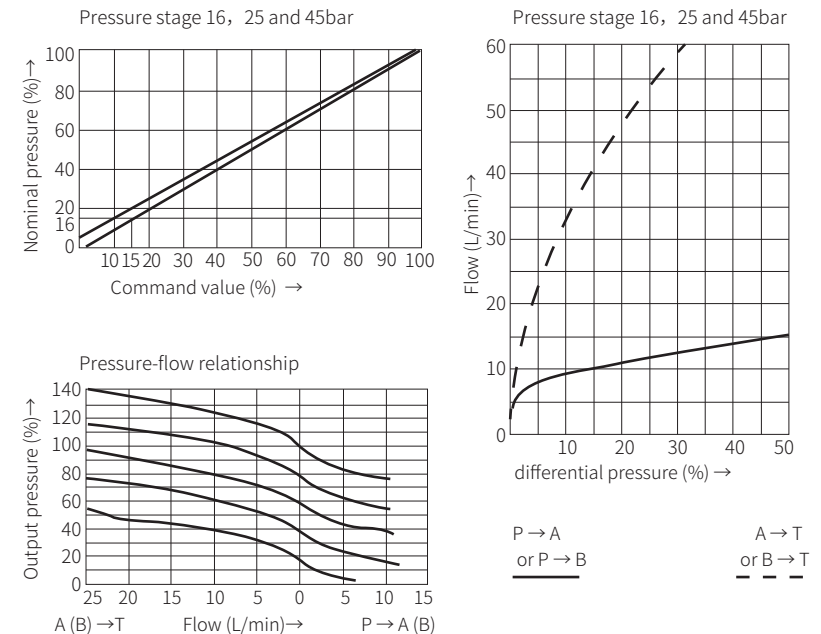 Pressure stage 16，25 and 45bar
100
80
60
40
20
16
0
Nominal pressure (%)→
10 15 20 30 40 50 60 70 80 90 100
Command value (%) →
Pressure stage 16，25 and 45bar
60
50
40
30
20
10
0
Flow (L/min)→
10 20 30 40 50
differential pressure (%) →
Pressure-flow relationship
140
120
100
80
60
40
20
0
Output pressure (%)→
25 20 15 10 5 0 5 10 15
A (B) →T Flow (L/min)→ P→A (B)
P→A A→T
or P→B or B→T